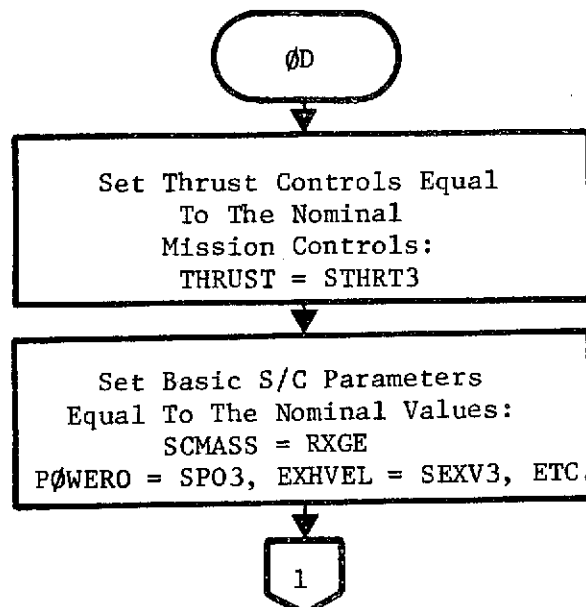 ØD
Set Thrust Controls Equal
To The Nominal
Mission Controls:
THRUST = STHRT3
Set Basic S/C Parameters
Equal To The Nominal Values:
SCMASS = RXGE
PØWERO = SPO3, EXHVEL = SEXV3, ETC.
1